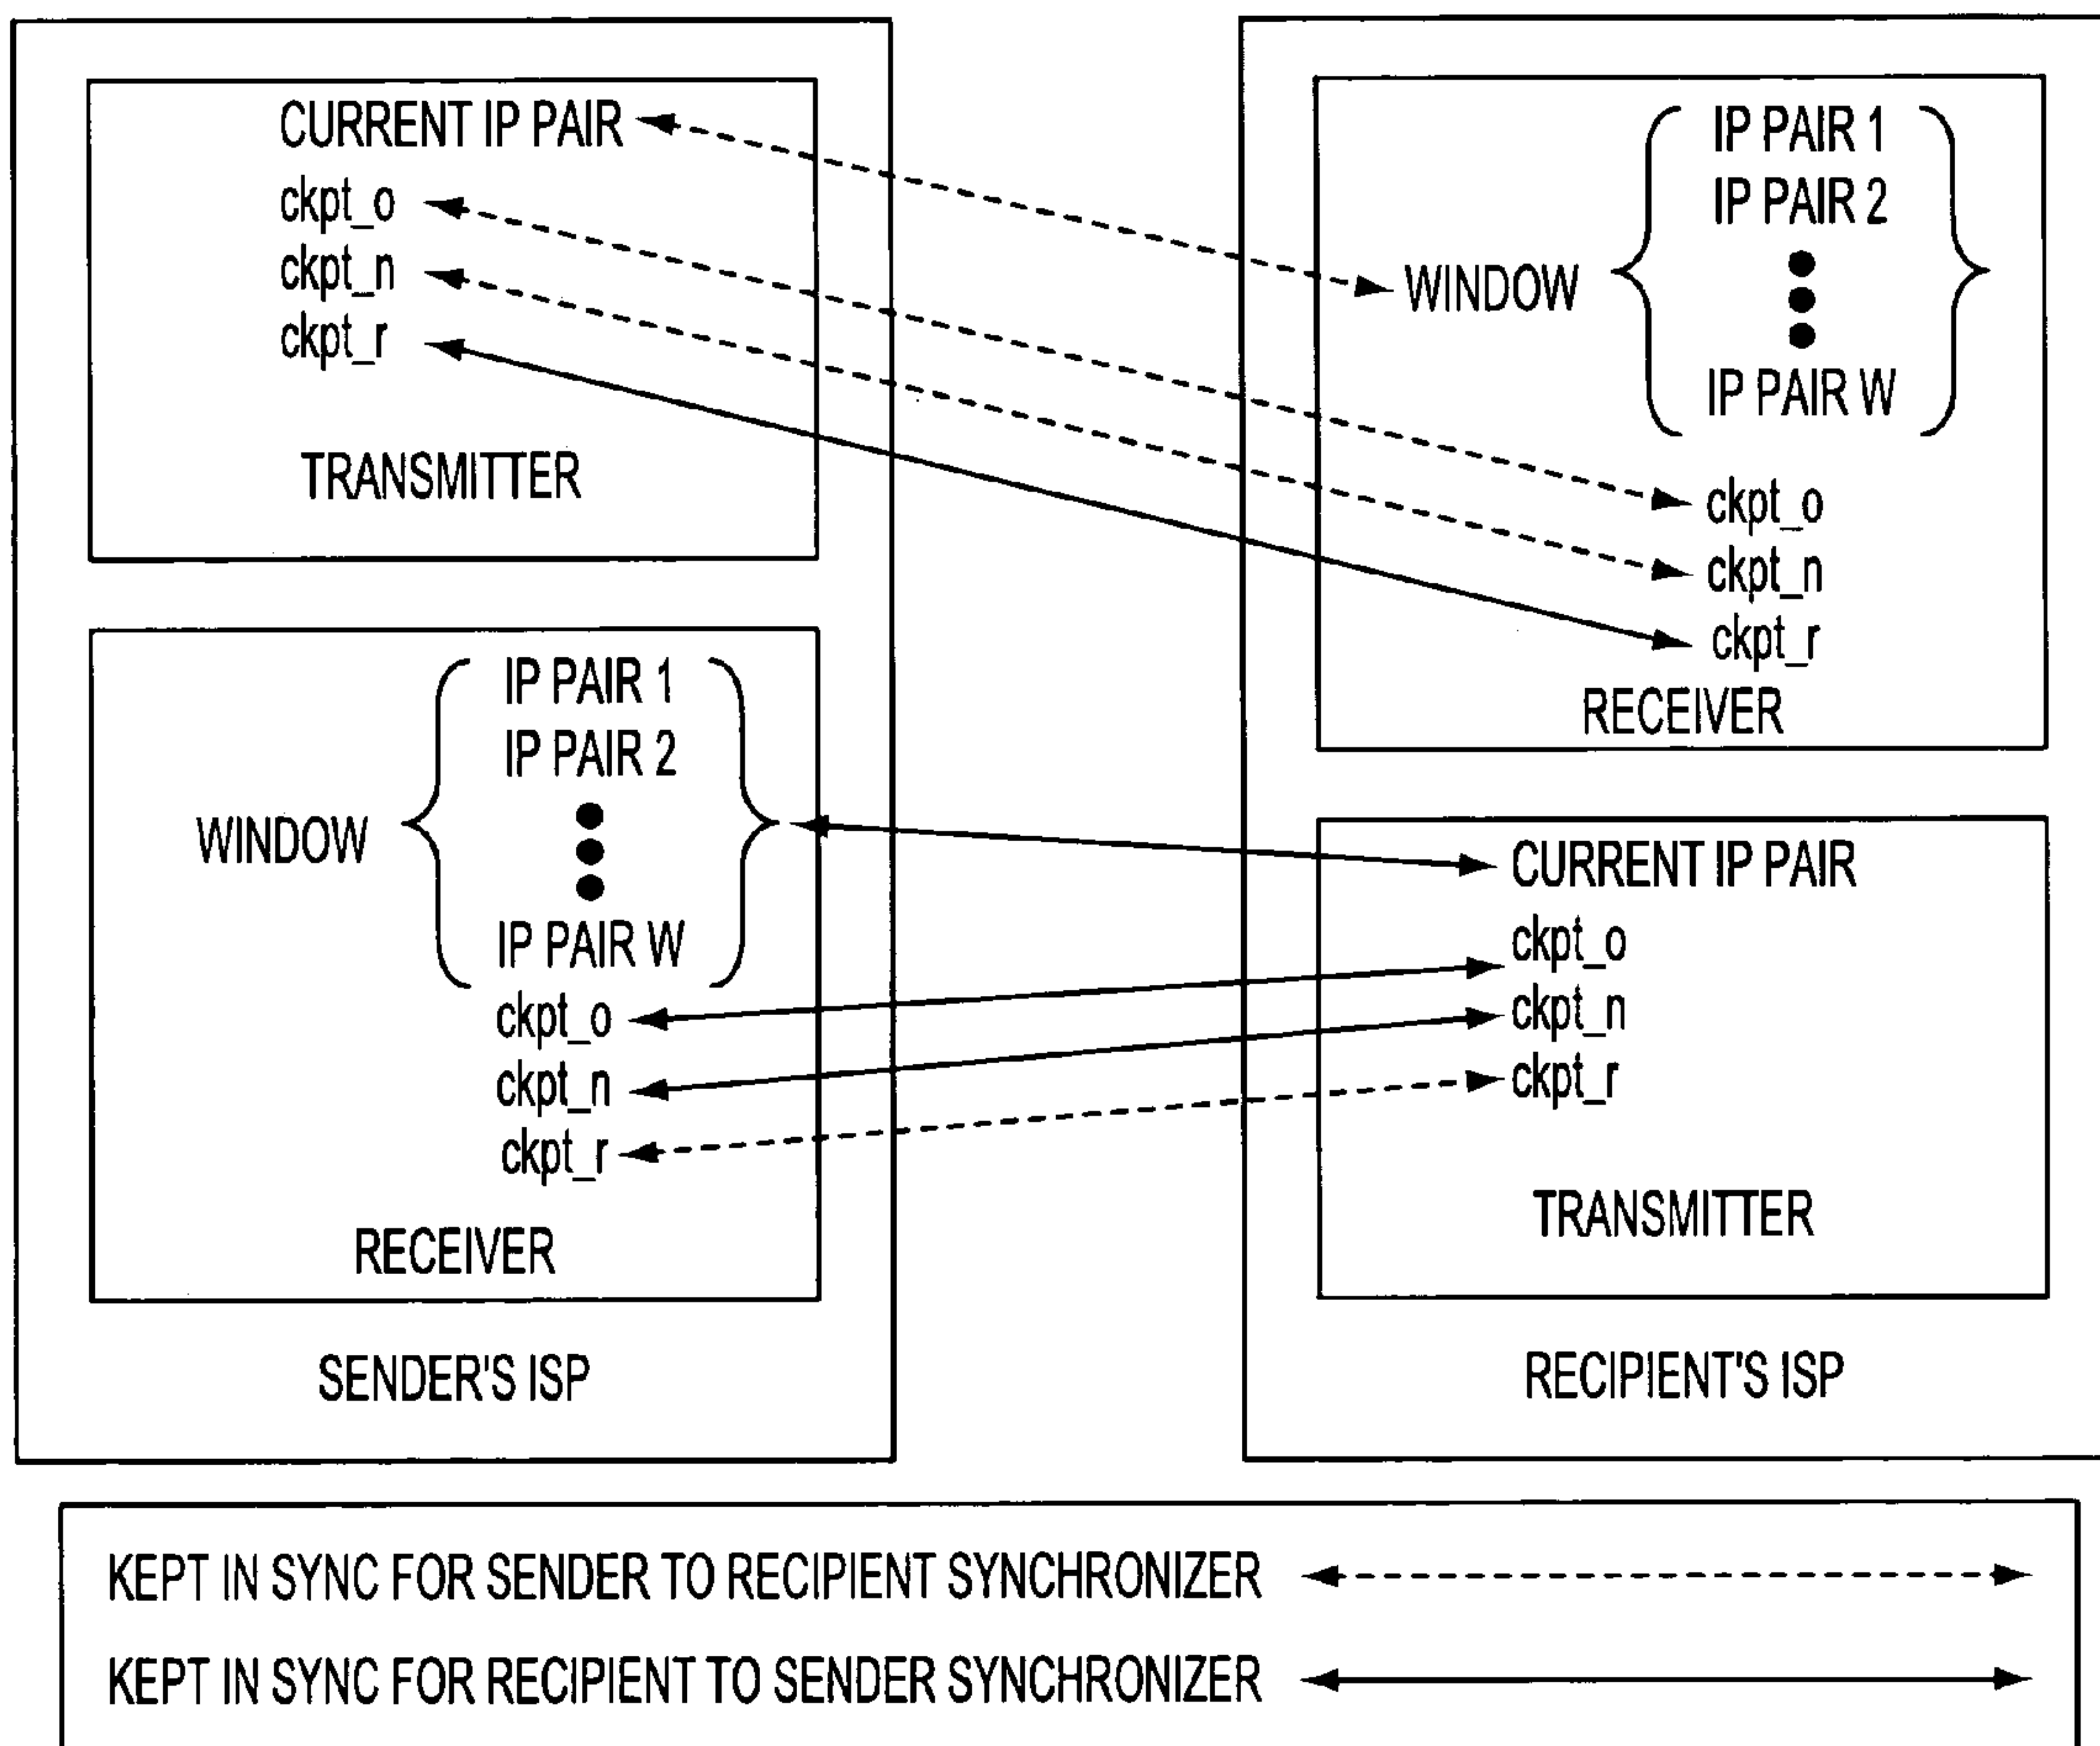 CURRENT IP PAIR
ckpt_o
ckpt_n
ckpt_r
TRANSMITTER
WINDOW
IP PAIR 1
IP PAIR 2
IP PAIR W
ckpt_o
ckpt_n
ckpt_r
RECEIVER
SENDER'S ISP
IP PAIR 1
IP PAIR 2
WINDOW
IP PAIR W
ckpt_o
ckpt_n
ckpt_r
RECEIVER
CURRENT IP PAIR
ckpt_o
ckpt_n
ckpt_r
TRANSMITTER
RECIPIENT'S ISP
KEPT IN SYNC FOR SENDER TO RECIPIENT SYNCHRONIZER
KEPT IN SYNC FOR RECIPIENT TO SENDER SYNCHRONIZER